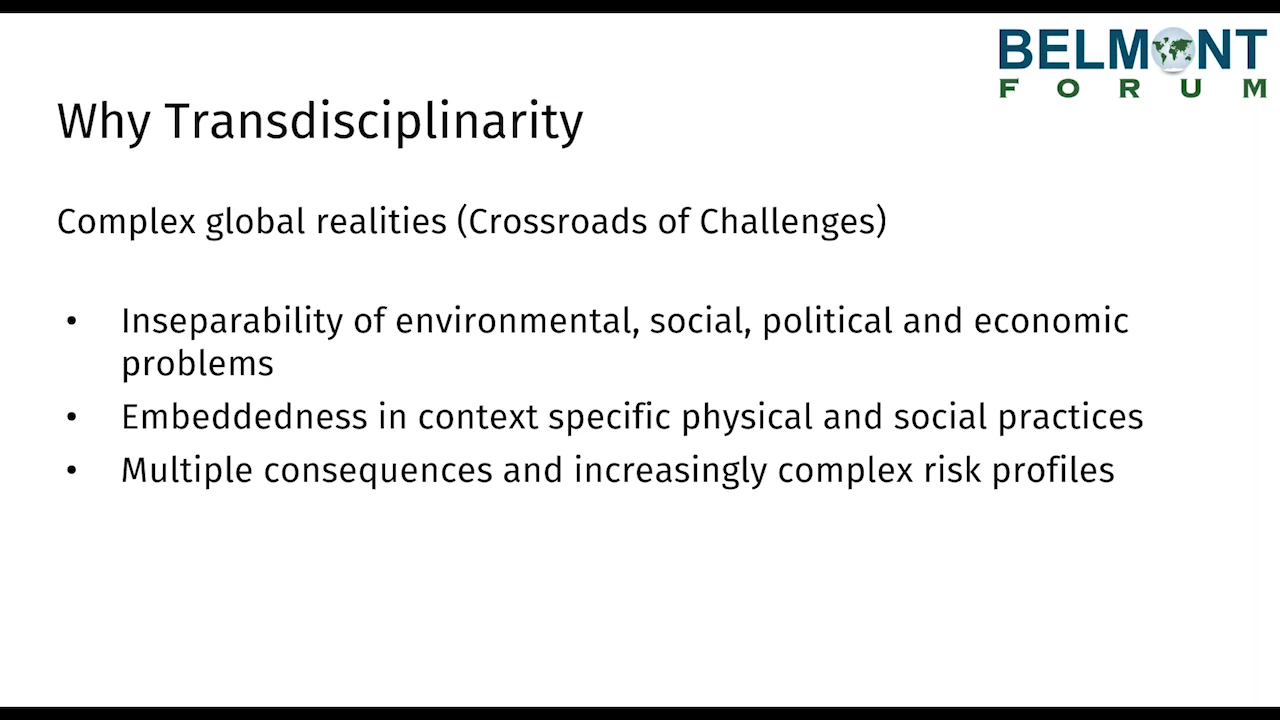 BELMONT
FORUM
Why Transdisciplinarity
Complex global realities (Crossroads of Challenges)
• Inseparability of environmental, social, political and economic
problems
• Embeddedness in context specific physical and social practices
• Multiple consequences and increasingly complex risk profiles